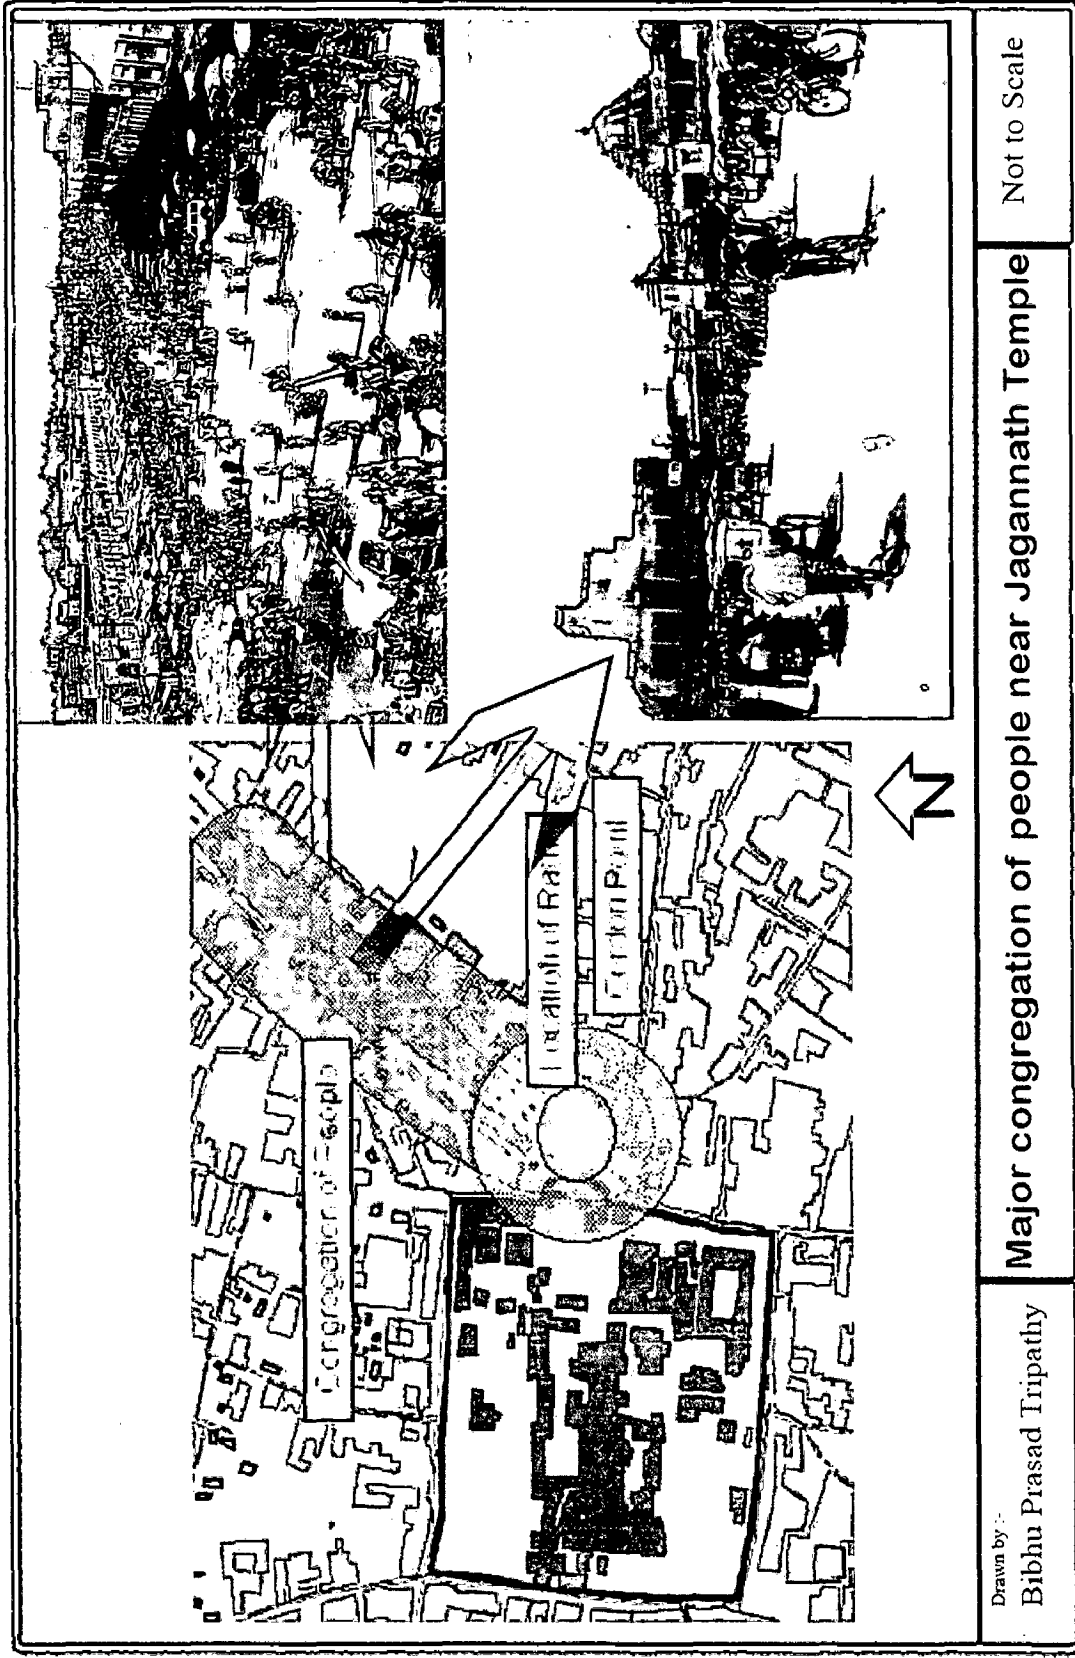 Congregation of People
Location of
Cordon Point
N
Drawn by :-
Bibhu Prasad Tripathy
Major congregation of people near Jagannath Temple
Not to Scale